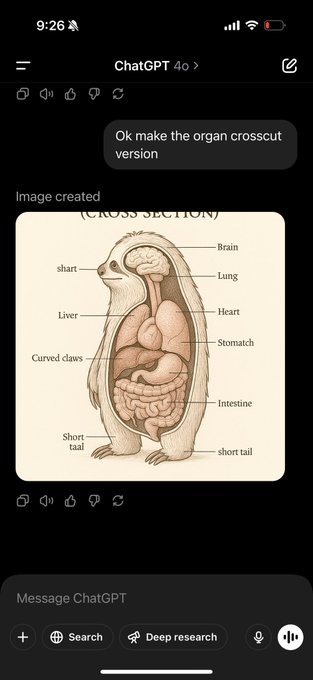 9:26
ChatGPT 4o >
Ok make the organ crosscut
version
Image created
(CROSS SECTION)
Brain
shart
Lung
Liver
Heart
Stomatch
Curved claws
Intestine
Short
taal
short tail
Message ChatGPT
Search
Deep research